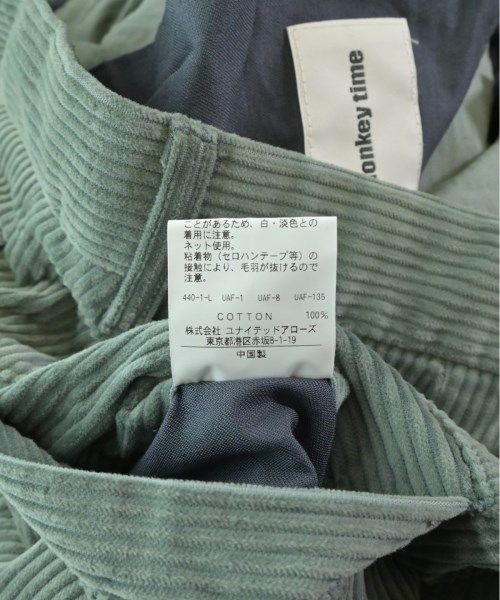 onkey time
ことがあるため、白・淡色との
着用に注意。
ネット使用。
粘着物（セロハンテープ等）の
接触により、毛羽が抜けるので
注意。
440-1-L UAF-1 UAF-8 UAF-135
COTTON 100%
株式会社 ユナイテッドアローズ
東京都港区赤坂8-1-19
中国製